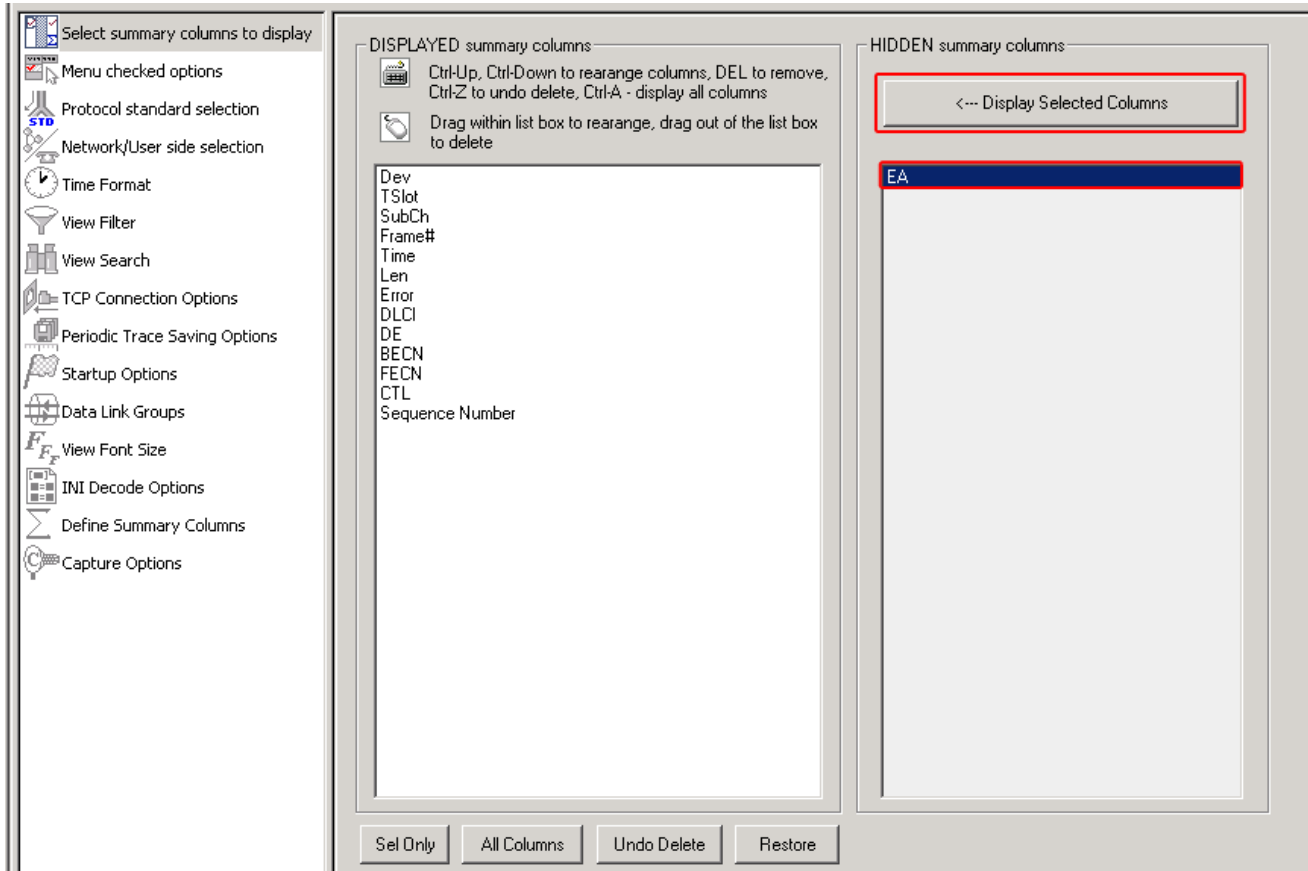 Select summary columns to display
Menu checked options
STD
Protocol standard selection
Network/User side selection
Time Format
View Filter
View Search
TCP Connection Options
Periodic Trace Saving Options
Startup Options
Data Link Groups
View Font Size
INI Decode Options
Define Summary Columns
Capture Options
DISPLAYED summary columns
Ctrl-Up, Ctrl-Down to rearange columns, DEL to remove,
Ctrl-Z to undo delete, Ctrl-A - display all columns
Drag within list box to rearange, drag out of the list box
to delete
Dev
TSlot
SubCh
Frame#
Time
Len
Error
DLCI
DE
BECN
FECN
CTL
Sequence Number
Sel Only
All Columns
Undo Delete
Restore
HIDDEN summary columns
<--- Display Selected Columns
EA